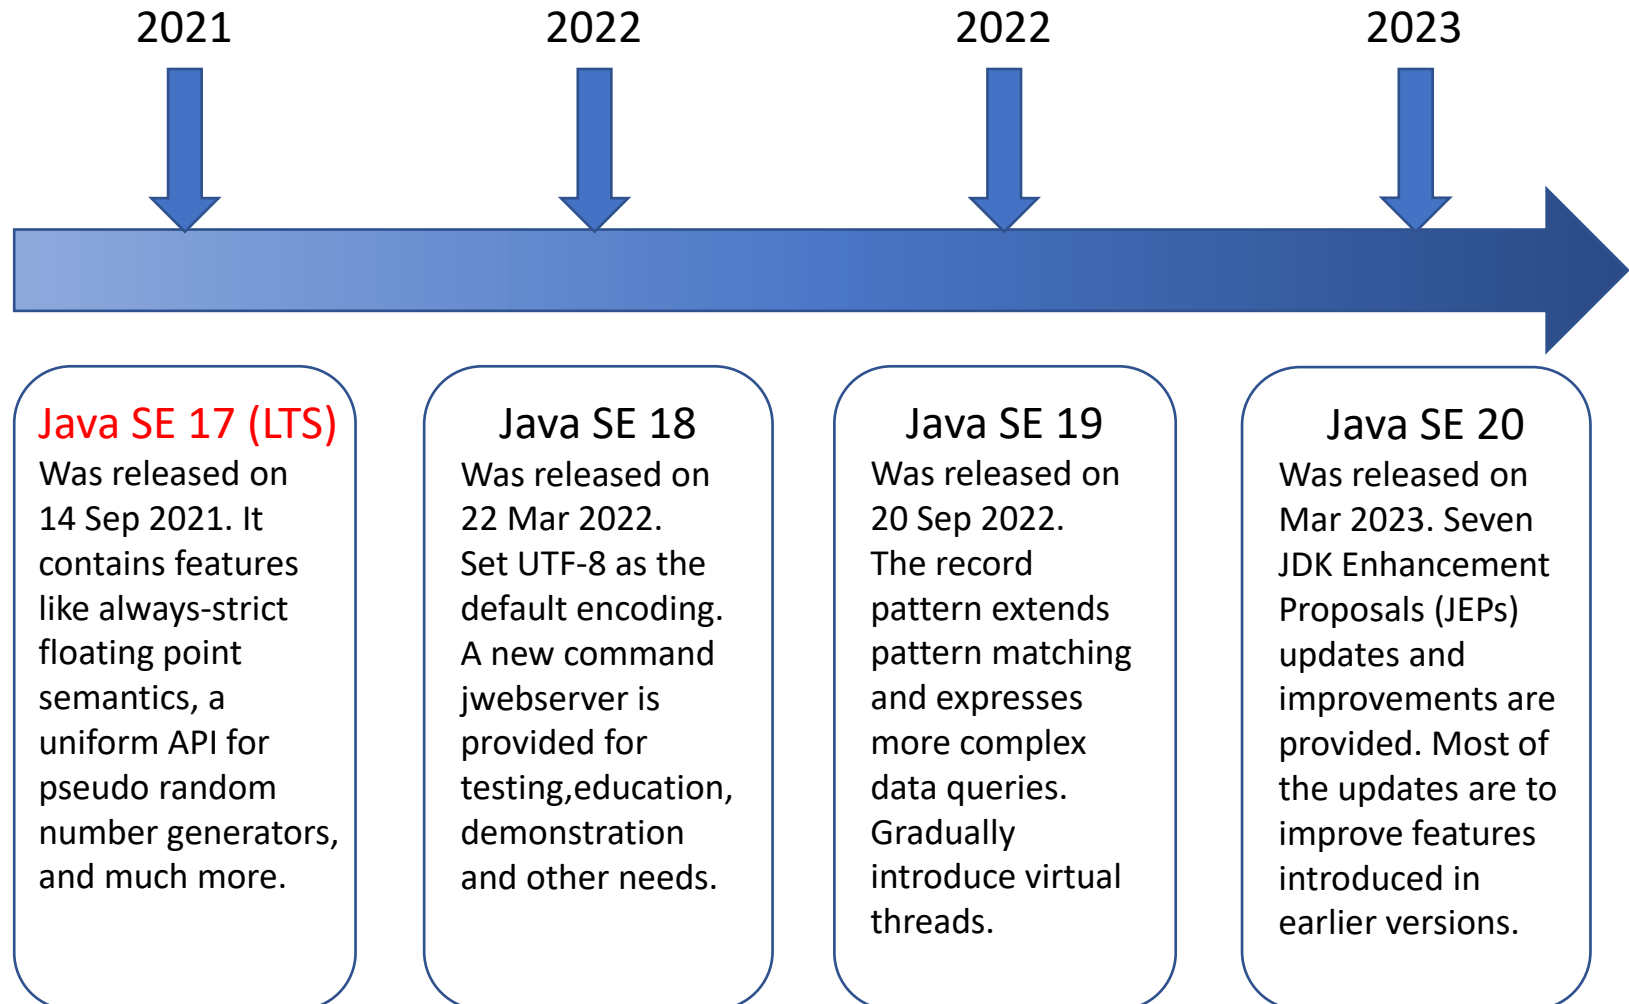 2021
2022
2022
2023
Java SE 17 (LTS)
Was released on
14 Sep 2021. It
contains features
like always-strict
floating point
semantics, a
uniform API for
pseudo random
number generators,
and much more.
Java SE 18
Was released on
22 Mar 2022.
Set UTF-8 as the
default encoding.
A new command
jwebserver is
provided for
testing,education,
demonstration
and other needs.
Java SE 19
Was released on
20 Sep 2022.
The record
pattern extends
pattern matching
and expresses
more complex
data queries.
Gradually
introduce virtual
threads.
Java SE 20
Was released on
Mar 2023. Seven
JDK Enhancement
Proposals (JEPs)
updates and
improvements are
provided. Most of
the updates are to
improve features
introduced in
earlier versions.